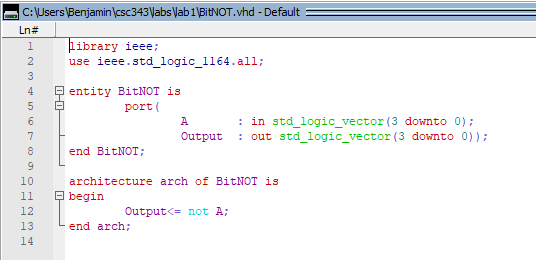 C:\Users\Benjamin\csc343\labs\lab1\BitNOT.vhd - Default
Ln#
1 library ieee;
2 use ieee.std_logic_1164.all;
3
4 entity BitNOT is
5 port(
6 A : in std_logic_vector(3 downto 0);
7 Output : out std_logic_vector(3 downto 0));
8 end BitNOT;
9
10 architecture arch of BitNOT is
11 begin
12 Output<= not A;
13 end arch;
14